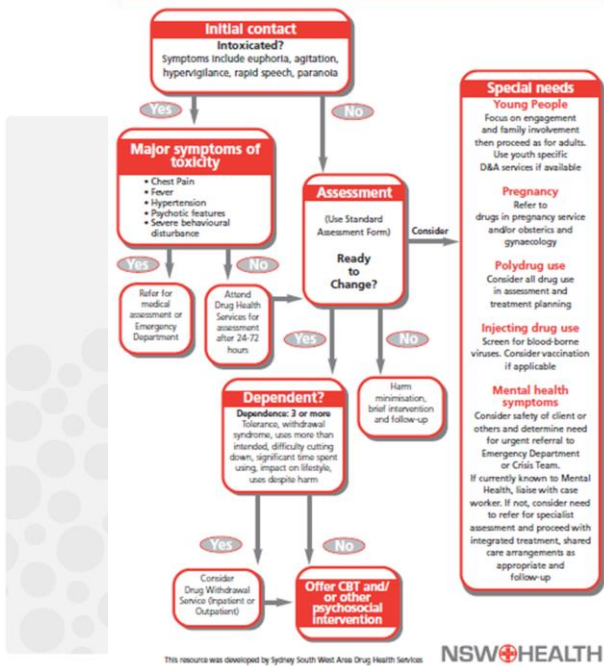 Initial contact
Intoxicated?
Symptoms include euphoria, agitation,
hypervigilance, rapid speech, paranoia
Yes
No
Major symptoms of
toxicity
• Chest Pain
• Fever
• Hypertension
• Psychotic features
• Severe behavioural
disturbance
Yes
No
Refer for
medical
assessment or
Emergency
Department
Attend
Drug Health
Services for
assessment
after 24-72
hours
Assessment
(Use Standard
Assessment Form)
Ready
to
Change?
Consider
Yes
No
Harm
minimisation,
brief intervention
and follow-up
Dependent?
Dependence: 3 or more
Tolerance, withdrawal
syndrome, uses more than
intended, difficulty cutting
down, significant time spent
using, impact on lifestyle,
uses despite harm
Yes
No
Consider
Drug Withdrawal
Service (Inpatient or
Outpatient)
Offer CBT and/
or other
psychosocial
intervention
Special needs
Young People
Focus on engagement
and family involvement
then proceed as for adults.
Use youth specific
D&A services if available
Pregnancy
Refer to
drugs in pregnancy service
and/or obsterics and
gynaecology
Polydrug use
Consider all drug use
in assessment and
treatment planning
Injecting drug use
Screen for blood-borne
viruses. Consider vaccination
if applicable
Mental health
symptoms
Consider safety of client or
others and determine need
for urgent referral to
Emergency Department
or Crisis Team.
If currently known to Mental
Health, liaise with case
worker. If not, consider need
to refer for specialist
assessment and proceed with
integrated treatment, shared
care arrangements as
appropriate and
follow-up
This resource was developed by Sydney South West Area Drug Health Services
NSW HEALTH